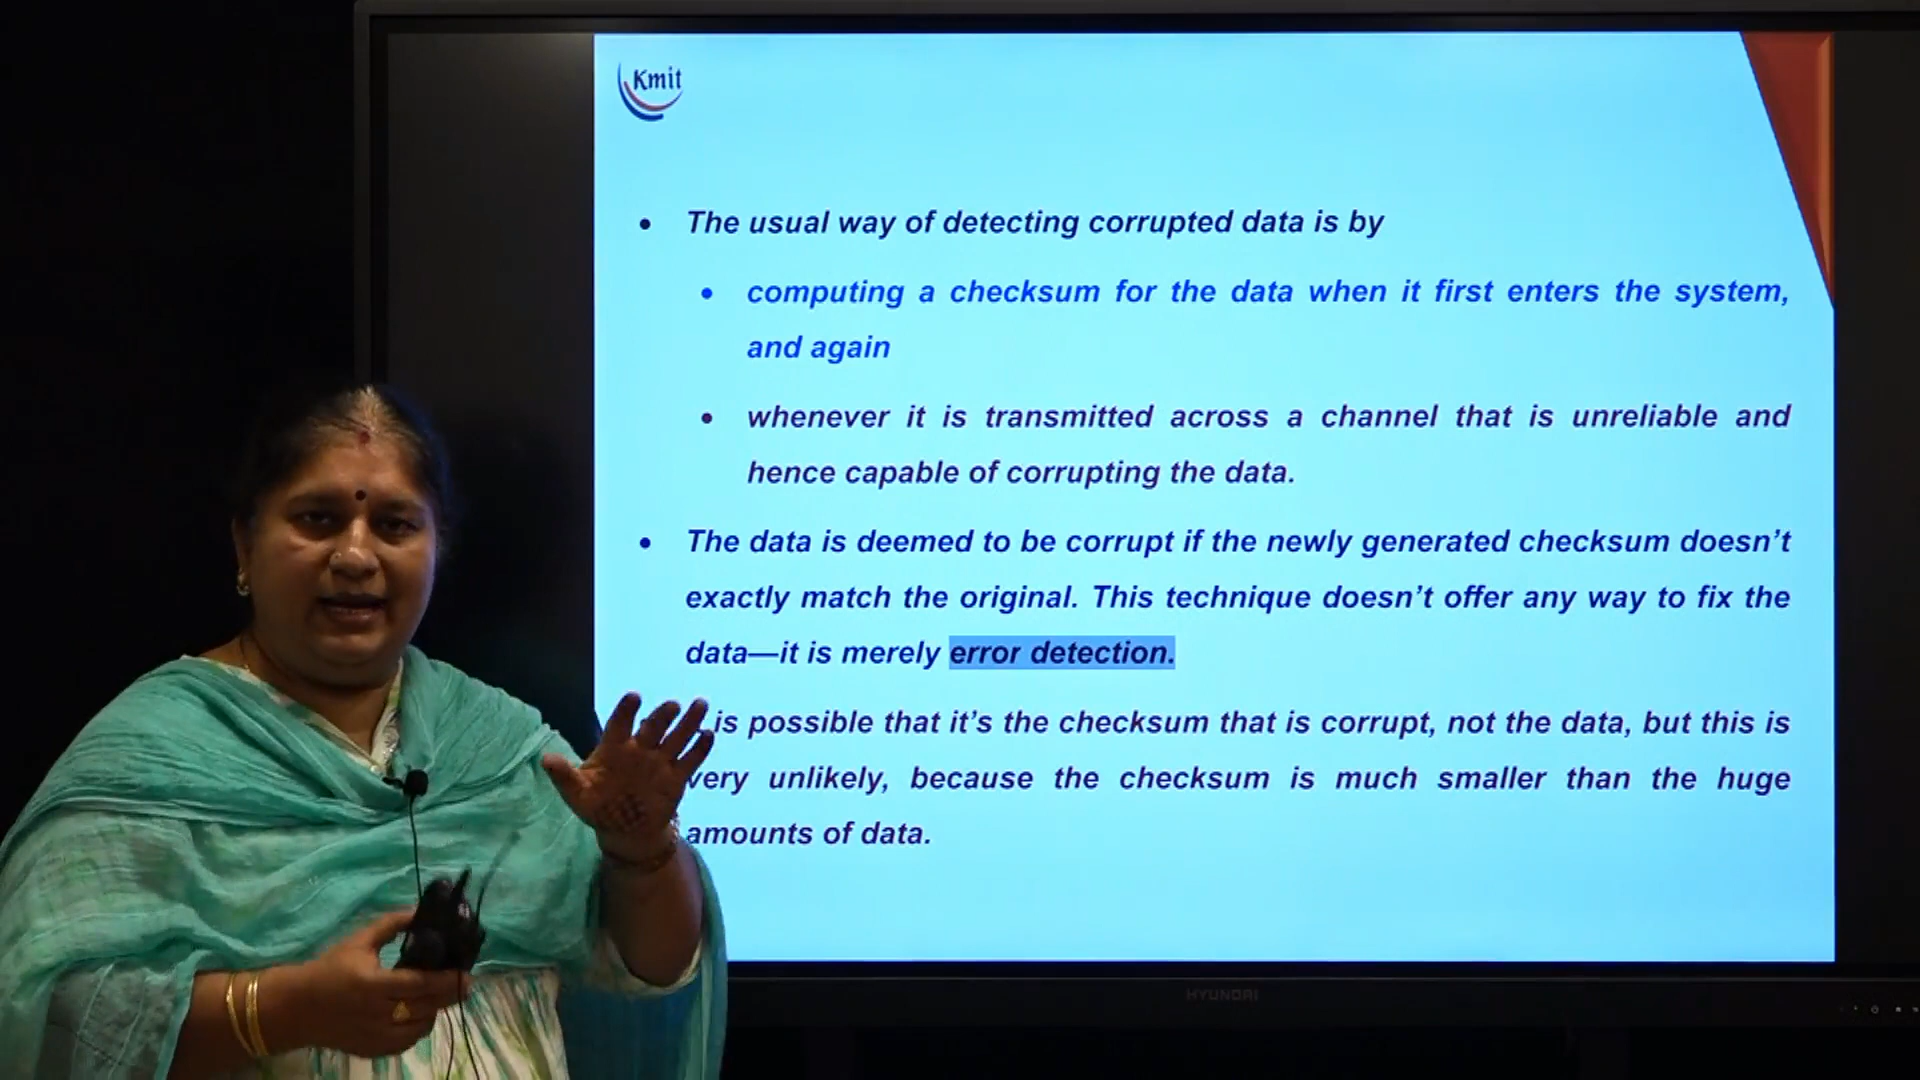 Kmit
The usual way of detecting corrupted data is by
computing a checksum for the data when it first enters the system,
and again
whenever it is transmitted across a channel that is unreliable and
hence capable of corrupting the data.
The data is deemed to be corrupt if the newly generated checksum doesn’t
exactly match the original. This technique doesn’t offer any way to fix the
data—it is merely error detection.
is possible that it’s the checksum that is corrupt, not the data, but this is
very unlikely, because the checksum is much smaller than the huge
amounts of data.
HYUNDAI